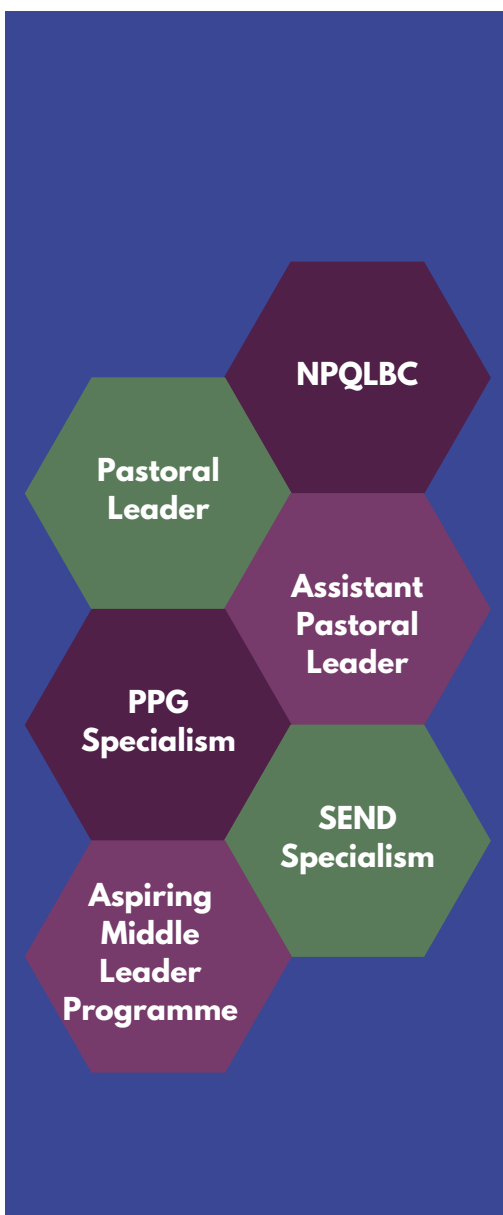 NPQLBC
Pastoral
Leader
Assistant
Pastoral
Leader
PPG
Specialism
SEND
Specialism
Aspiring
Middle
Leader
Programme